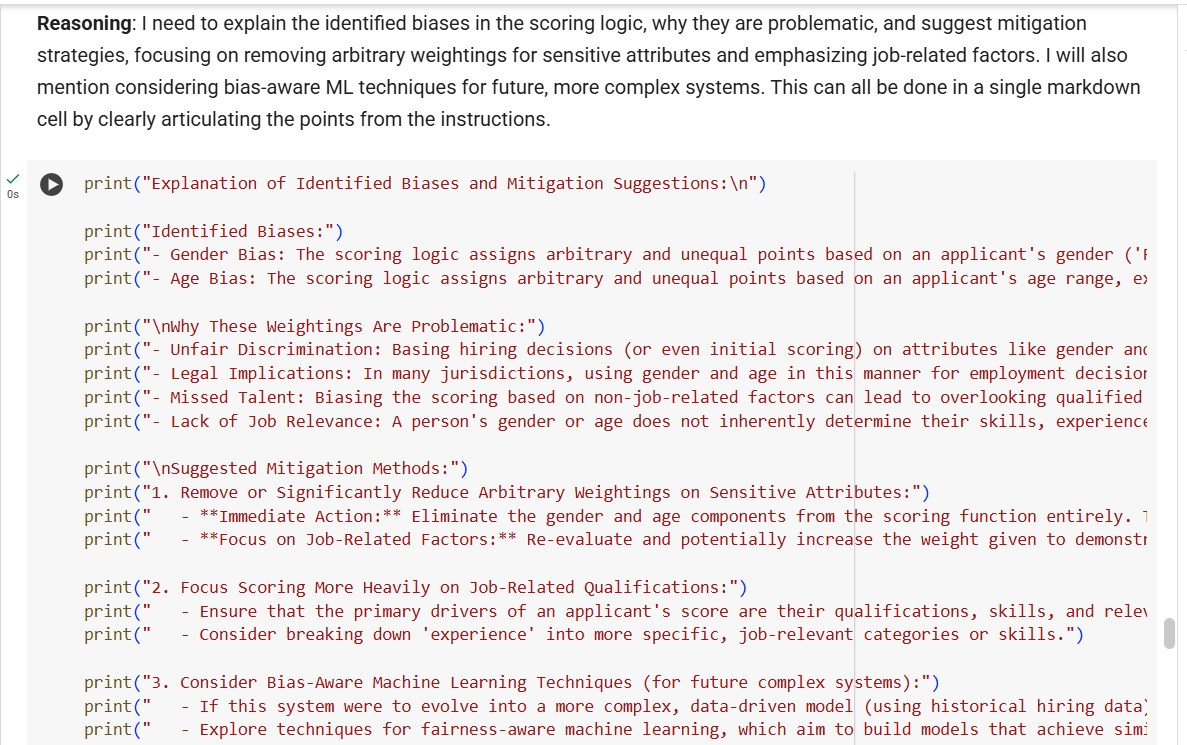 Reasoning: I need to explain the identified biases in the scoring logic, why they are problematic, and suggest mitigation
strategies, focusing on removing arbitrary weightings for sensitive attributes and emphasizing job-related factors. I will also
mention considering bias-aware ML techniques for future, more complex systems. This can all be done in a single markdown
cell by clearly articulating the points from the instructions.
0s
print("Explanation of Identified Biases and Mitigation Suggestions:\n")
print("Identified Biases:")
print("- Gender Bias: The scoring logic assigns arbitrary and unequal points based on an applicant's gender ('
print("- Age Bias: The scoring logic assigns arbitrary and unequal points based on an applicant's age range,
print("\nWhy These Weightings Are Problematic:")
print("- Unfair Discrimination: Basing hiring decisions (or even initial scoring) on attributes like gender
print("- Legal Implications: In many jurisdictions, using gender and age in this manner for employment
print("- Missed Talent: Biasing the scoring based on non-job-related factors can lead to overlooking qualified
print("- Lack of Job Relevance: A person's gender or age does not inherently determine their skills,
print("\nSuggested Mitigation Methods:")
print("1. Remove or Significantly Reduce Arbitrary Weightings on Sensitive Attributes:")
print("   - **Immediate Action:** Eliminate the gender and age components from the scoring function entirely.
print("   - **Focus on Job-Related Factors:** Re-evaluate and potentially increase the weight given to
print("2. Focus Scoring More Heavily on Job-Related Qualifications:")
print("   - Ensure that the primary drivers of an applicant's score are their qualifications, skills, and
print("   - Consider breaking down 'experience' into more specific, job-relevant categories or skills.")
print("3. Consider Bias-Aware Machine Learning Techniques (for future complex systems):")
print("   - If this system were to evolve into a more complex, data-driven model (using historical hiring data)
print("   - Explore techniques for fairness-aware machine learning, which aim to build models that achieve